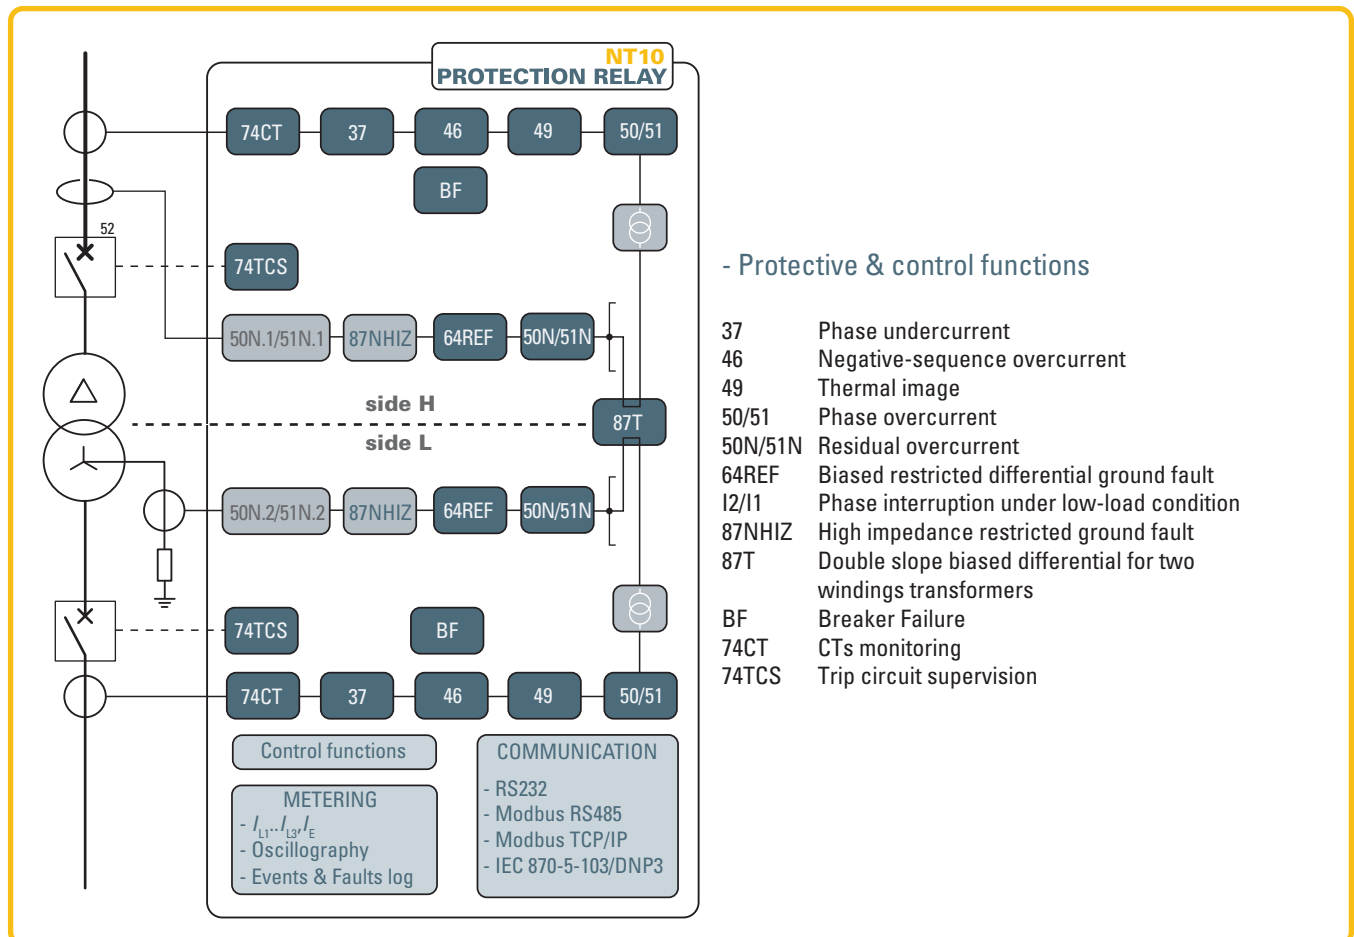 NT10
PROTECTION RELAY
74CT 37 46 49 50/51
BF
52
74TCS
50N.1/51N.1 87NHIZ 64REF 50N/51N
side H
87T
side L
50N.2/51N.2 87NHIZ 64REF 50N/51N
74TCS BF
74CT 37 46 49 50/51
Control functions
METERING
- IL1..IL3,IE
- Oscillography
- Events & Faults log
COMMUNICATION
- RS232
- Modbus RS485
- Modbus TCP/IP
- IEC 870-5-103/DNP3
- Protective & control functions
37 Phase undercurrent
46 Negative-sequence overcurrent
49 Thermal image
50/51 Phase overcurrent
50N/51N Residual overcurrent
64REF Biased restricted differential ground fault
I2/I1 Phase interruption under low-load condition
87NHIZ High impedance restricted ground fault
87T Double slope biased differential for two
windings transformers
BF Breaker Failure
74CT CTs monitoring
74TCS Trip circuit supervision